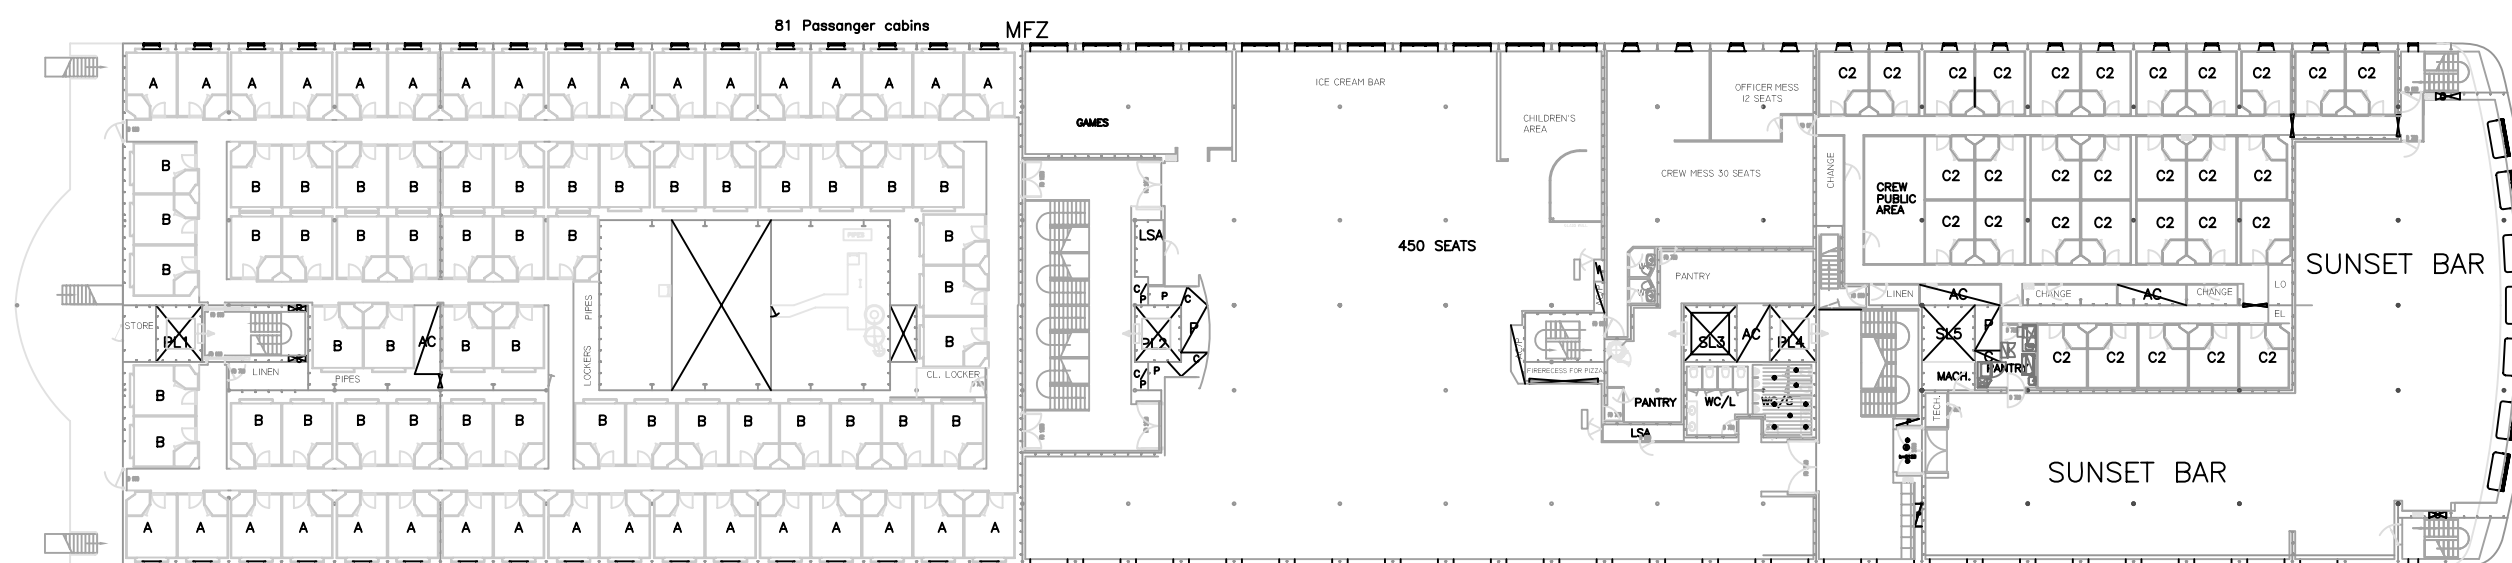 81 Passanger cabins
MFZ
A A A A A A A A A A A A A A A A A
C2 C2 C2 C2 C2 C2 C2 C2 C2 C2 C2
ICE CREAM BAR
OFFICER MESS
12 SEATS
GAMES
CHILDREN'S
AREA
B
B B B B B B B B B B B B B B
CREW MESS 30 SEATS
CHANGE
CREW
PUBLIC
AREA
C2 C2 C2 C2 C2 C2 C2
B
B B B B B B B B
LSA
C2 C2 C2 C2 C2 C2 C2
450 SEATS
SUNSET BAR
B
B
PANTRY
PIPES
C/P
P
C
LINEN
AC
CHANGE
AC
CHANGE
LO
EL
STORE
PL1
B B
AC
B B
B
PL2
P
C
SL3
AC
PL4
SL5
P
C
C2 C2 C2 C2 C2
LINEN
PIPES
LOCKERS
CL. LOCKER
C/P
P
FIRERECESS FOR PIZZA
MACH.
PANTRY
B
PANTRY
WC/L
TECH.
B
B B B B B B B B B B B B B B
LSA
SUNSET BAR
A A A A A A A A A A A A A A A A A